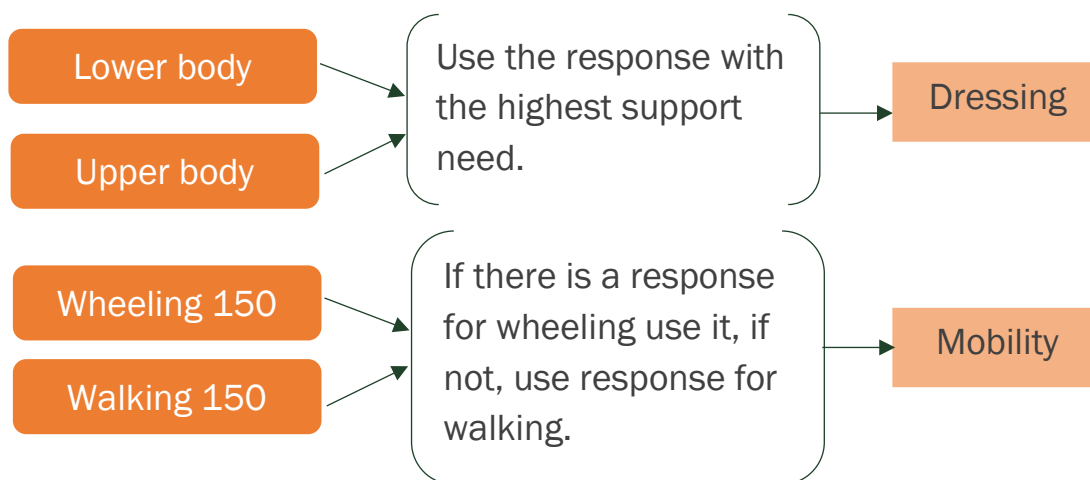 Lower body
Upper body
Use the response with
the highest support
need.
Dressing
Wheeling 150
Walking 150
If there is a response
for wheeling use it, if
not, use response for
walking.
Mobility